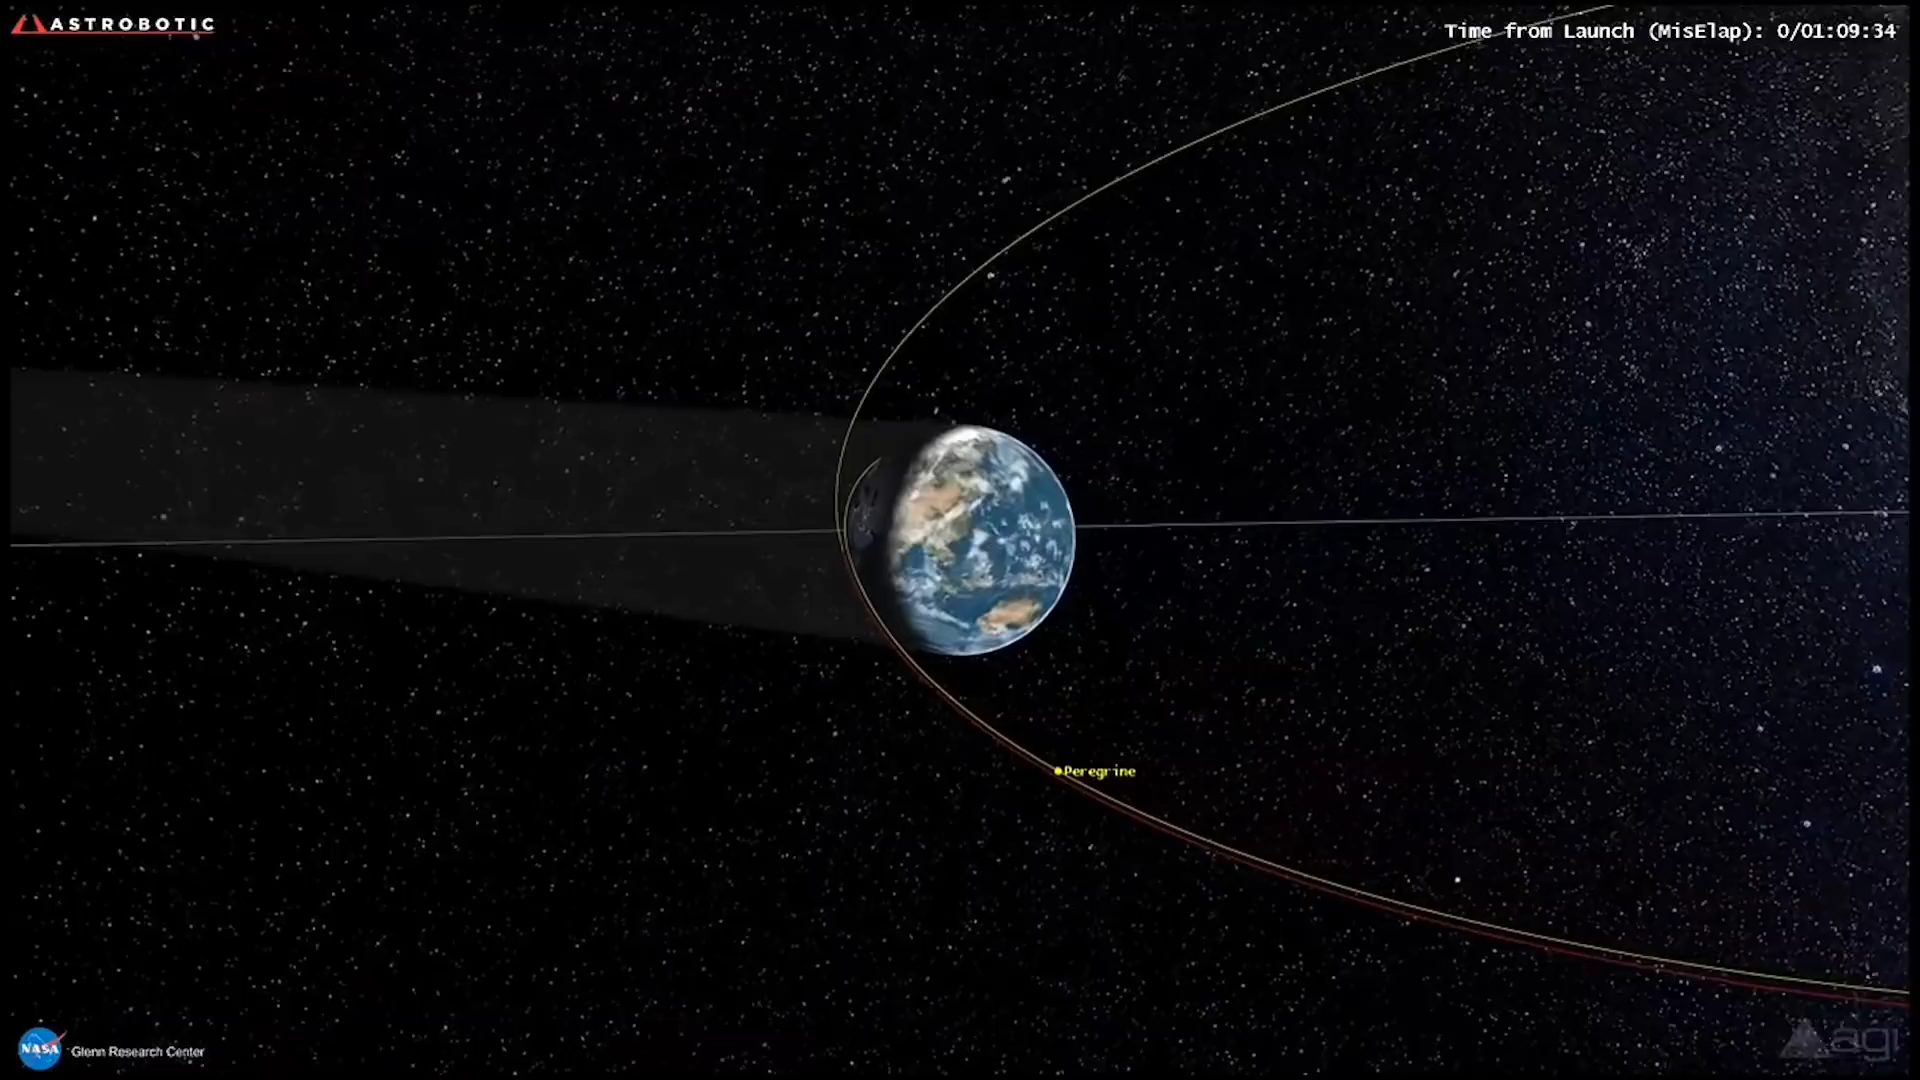 ASTROBOTIC
Time from Launch (MisElap): 0/01:09:34
Peregrine
NASA
Glenn Research Center
agi